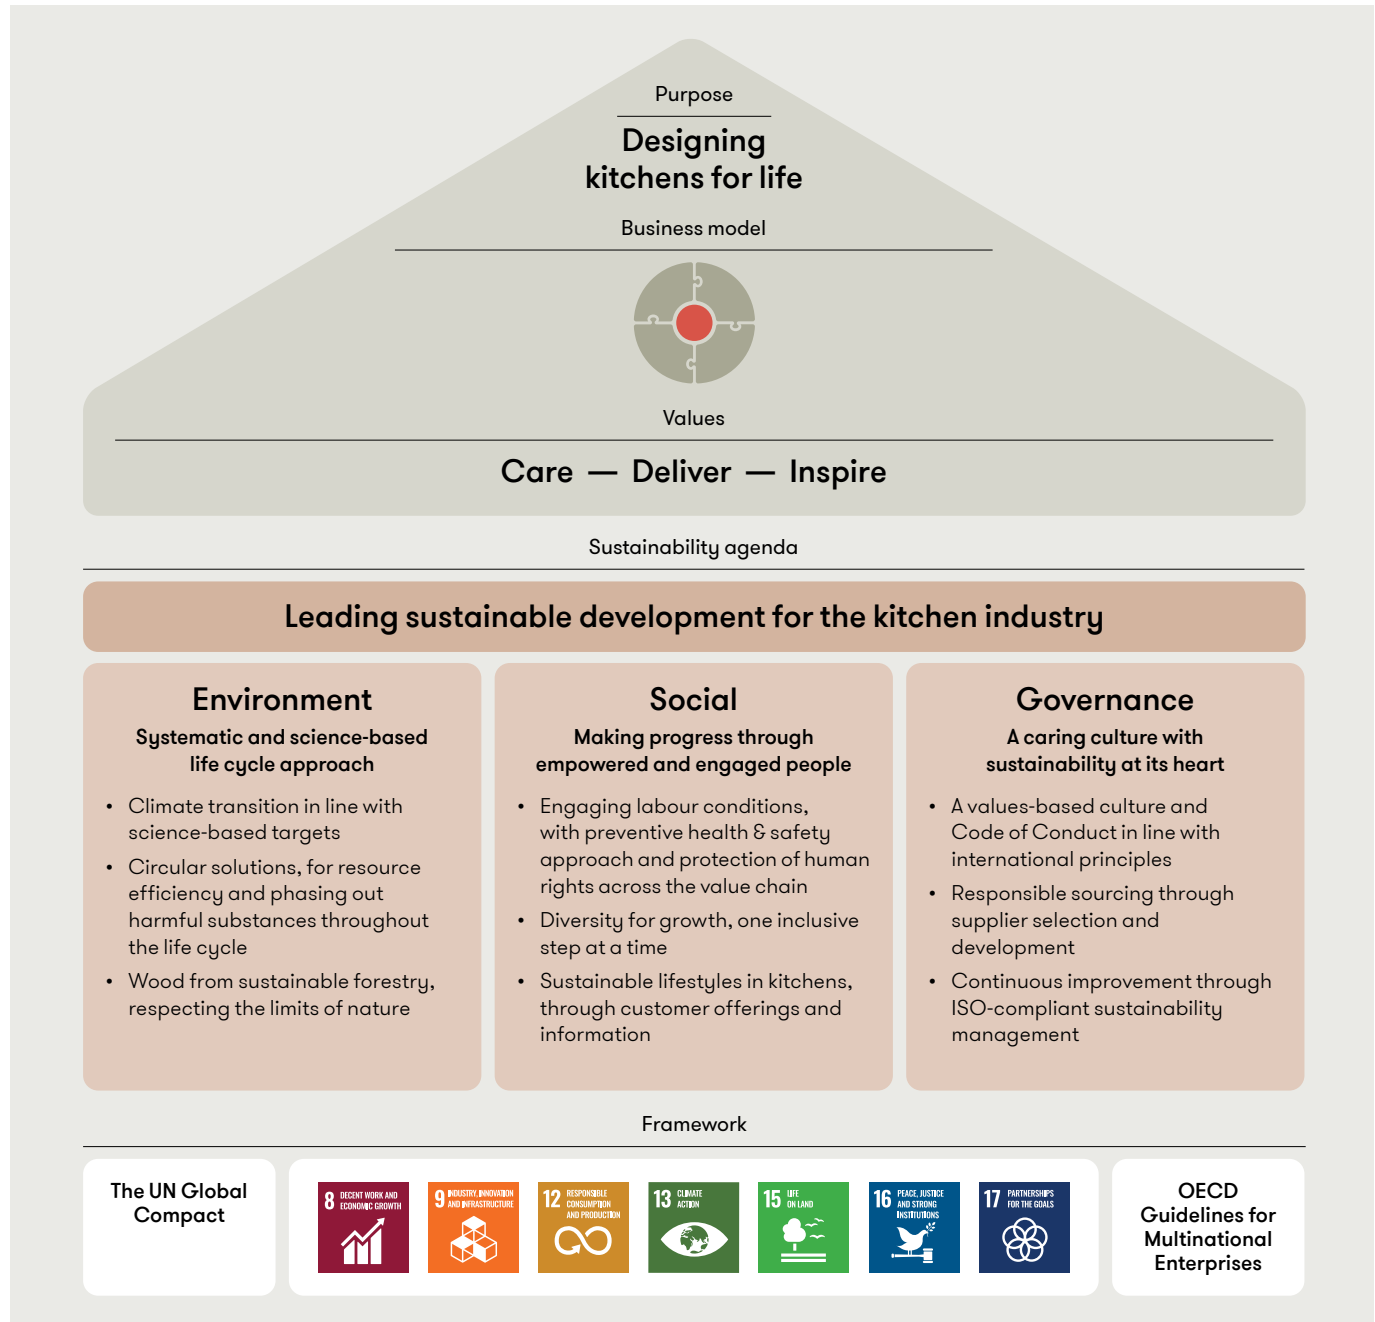 Purpose
Designing
kitchens for life
Business model
Values
Care — Deliver — Inspire
Sustainability agenda
Leading sustainable development for the kitchen industry
Environment
Systematic and science-based
life cycle approach
• Climate transition in line with
science-based targets
• Circular solutions, for resource
efficiency and phasing out
harmful substances throughout
the life cycle
• Wood from sustainable forestry,
respecting the limits of nature
Social
Making progress through
empowered and engaged people
• Engaging labour conditions,
with preventive health & safety
approach and protection of human
rights across the value chain
• Diversity for growth, one inclusive
step at a time
• Sustainable lifestyles in kitchens,
through customer offerings and
information
Governance
A caring culture with
sustainability at its heart
• A values-based culture and
Code of Conduct in line with
international principles
• Responsible sourcing through
supplier selection and
development
• Continuous improvement through
ISO-compliant sustainability
management
Framework
The UN Global
Compact
8 DECENT WORK AND
ECONOMIC GROWTH
9 INDUSTRY, INNOVATION
AND INFRASTRUCTURE
12 RESPONSIBLE
CONSUMPTION
AND PRODUCTION
13 CLIMATE
ACTION
15 LIFE
ON LAND
16 PEACE, JUSTICE
AND STRONG
INSTITUTIONS
17 PARTNERSHIPS
FOR THE GOALS
OECD
Guidelines for
Multinational
Enterprises